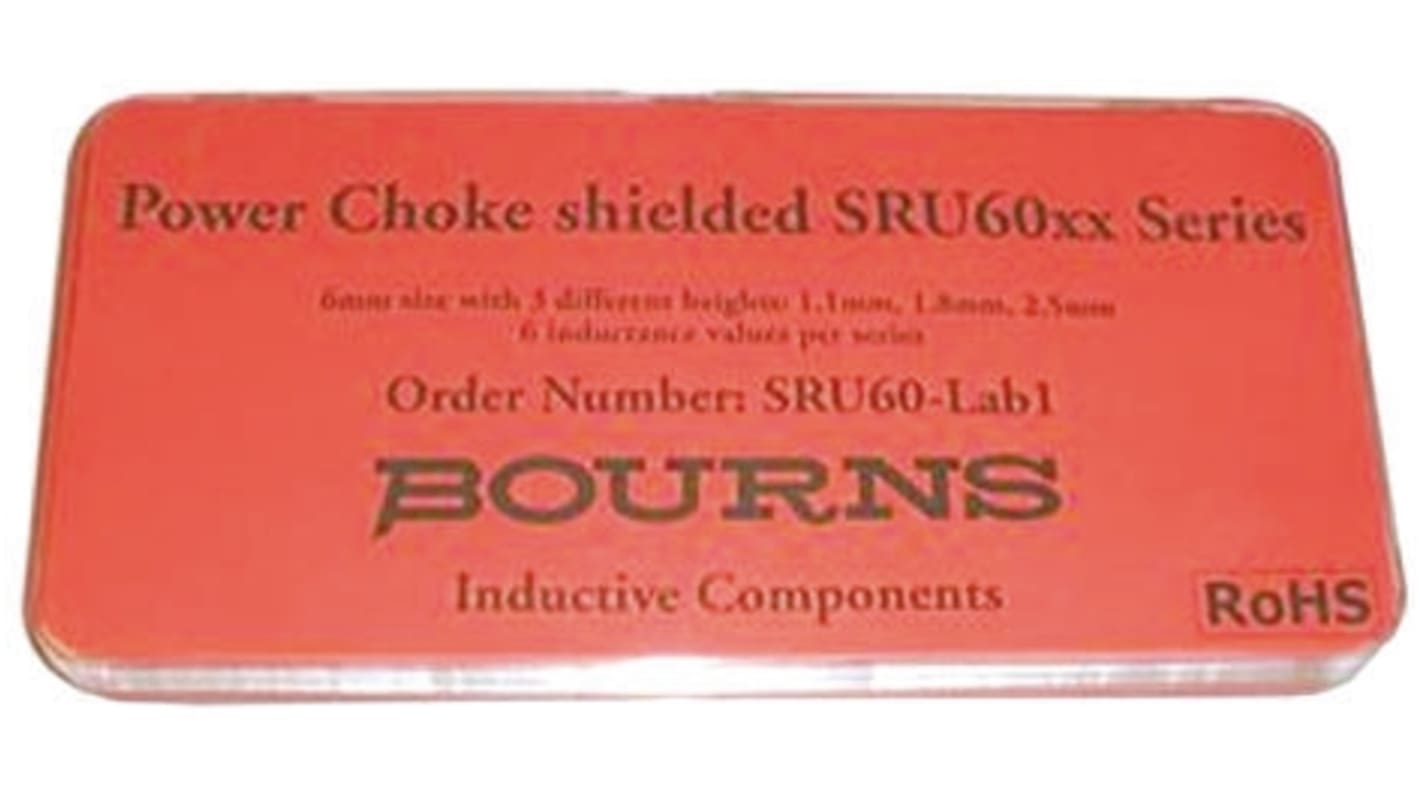 Power Choke shielded SRU60xx Series
6mm size with 3 different heights: 1.1mm, 1.8mm, 2.5mm
6 inductance values per series
Order Number: SRU60-Lab1
BOURNS
Inductive Components
RoHS